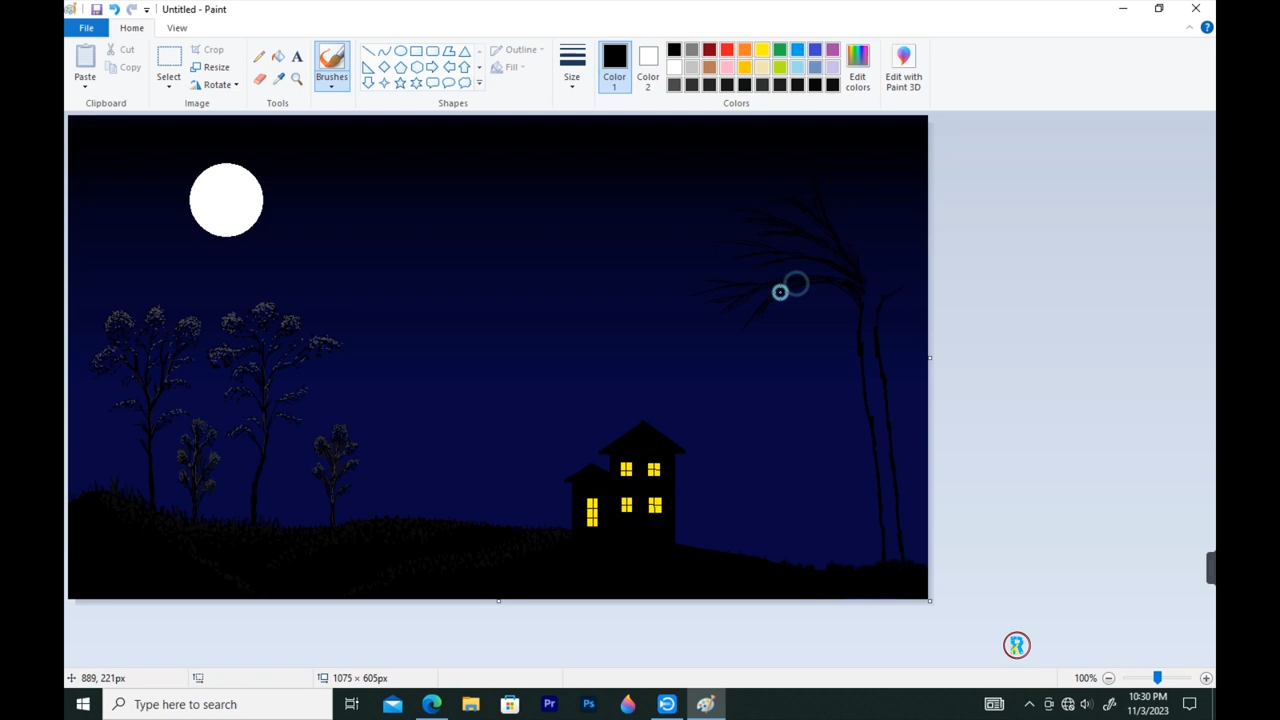 Untitled - Paint
File
Home
View
Paste
Cut
Copy
Clipboard
Select
Crop
Resize
Rotate
Image
A
Tools
Brushes
Outline
Fill
Shapes
Size
Color 1
Color 2
Edit colors
Colors
Edit with Paint 3D
?
889, 221px
1075 × 605px
100%
Type here to search
Pr
Ps
10:30 PM
11/3/2023